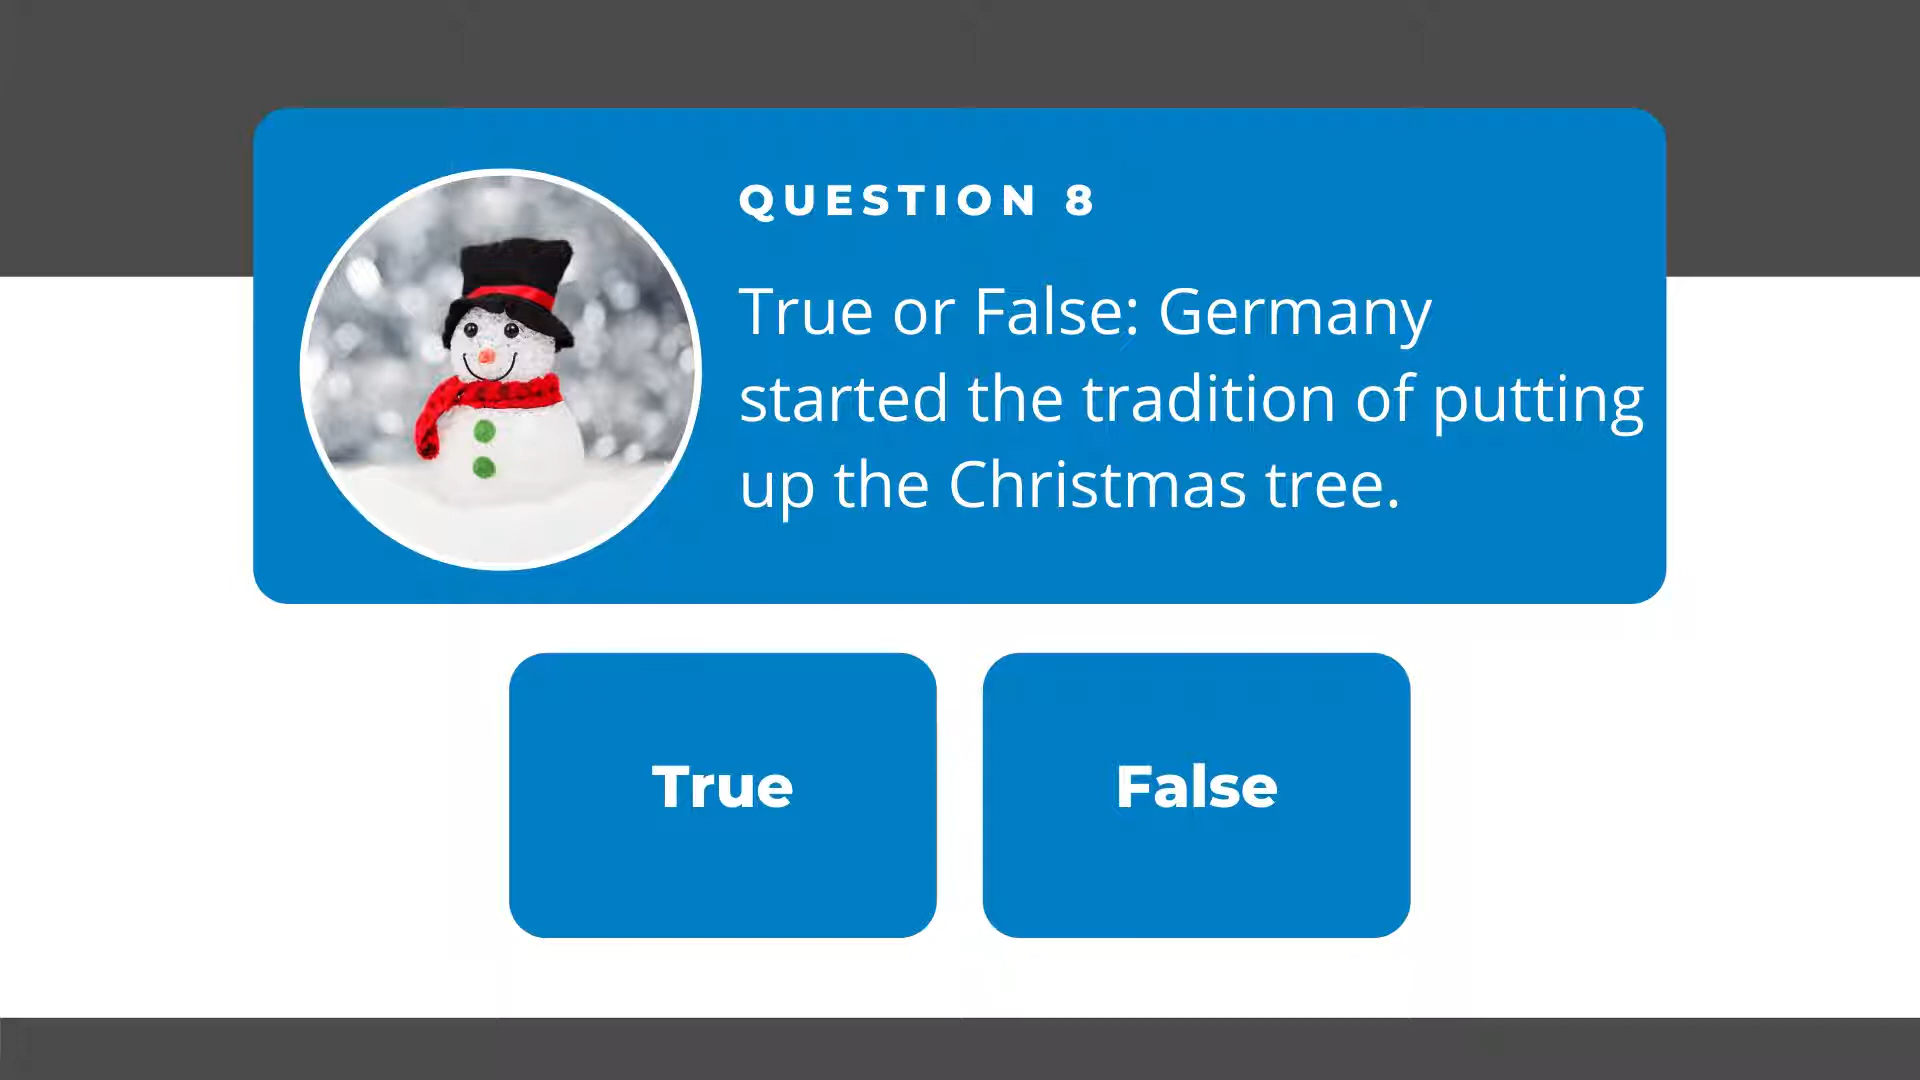 QUESTION 8
True or False: Germany
started the tradition of putting
up the Christmas tree.
True
False